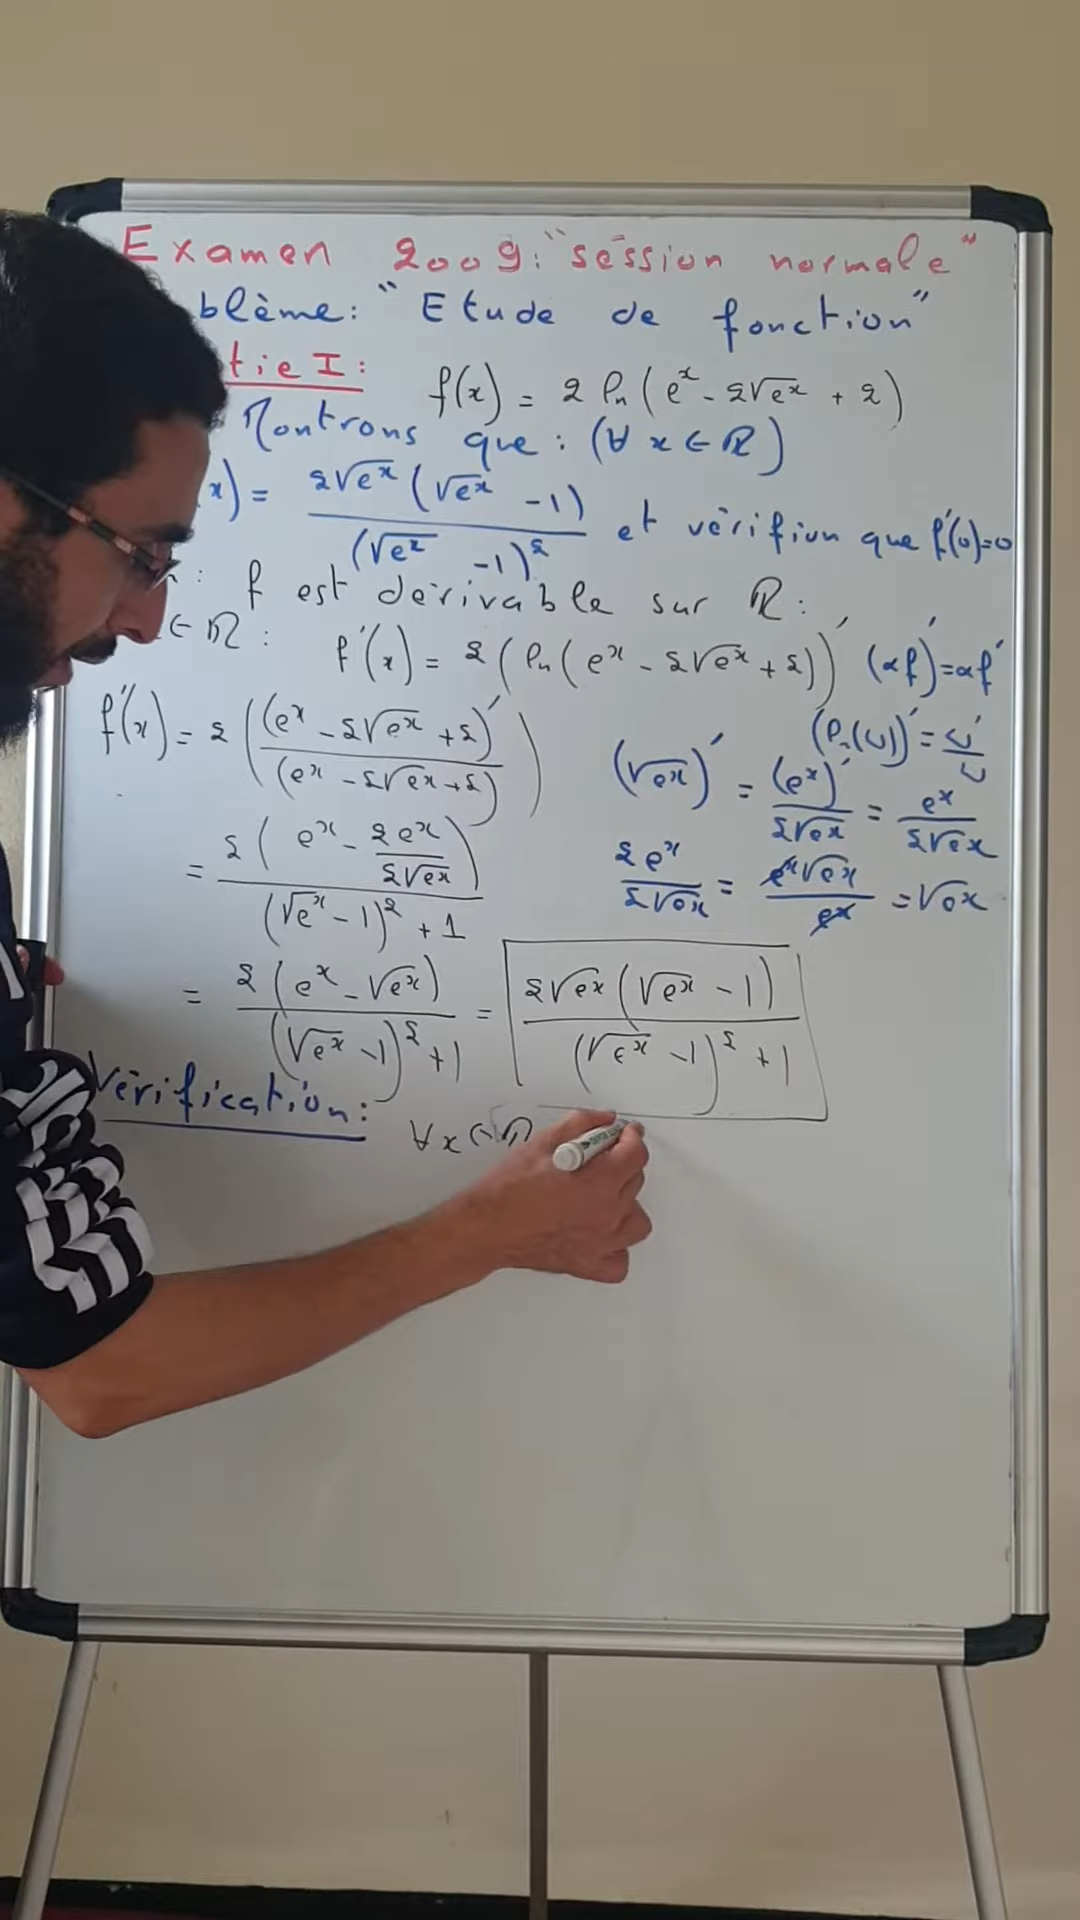 Examen 2009: "session normale"
blème: "Etude de fonction"
tie I:
f(x) = 2 ln(e^x - 2√e^x + 2)
Montrons que : (∀ x ∈ ℝ)
x) = 2√e^x (√e^x - 1) / (√e^x - 1)^2 et vérifion que f'(0)=0
: f est dérivable sur ℝ :
∈ ℝ : f'(x) = 2 (ln(e^x - 2√e^x + 2))' (αf)' = αf'
f'(x) = 2 ((e^x - 2√e^x + 2)' / (e^x - 2√e^x + 2))
(ln(U))' = U'/U
(√e^x)' = (e^x)' / 2√e^x = e^x / 2√e^x
= 2 (e^x - 2e^x / 2√e^x) / (√e^x - 1)^2 + 1
2e^x / 2√e^x = e^x√e^x / e^x = √e^x
= 2 (e^x - √e^x) / (√e^x - 1)^2 + 1 = 2√e^x (√e^x - 1) / (√e^x - 1)^2 + 1
Vérification: ∀x ∈ ℝ